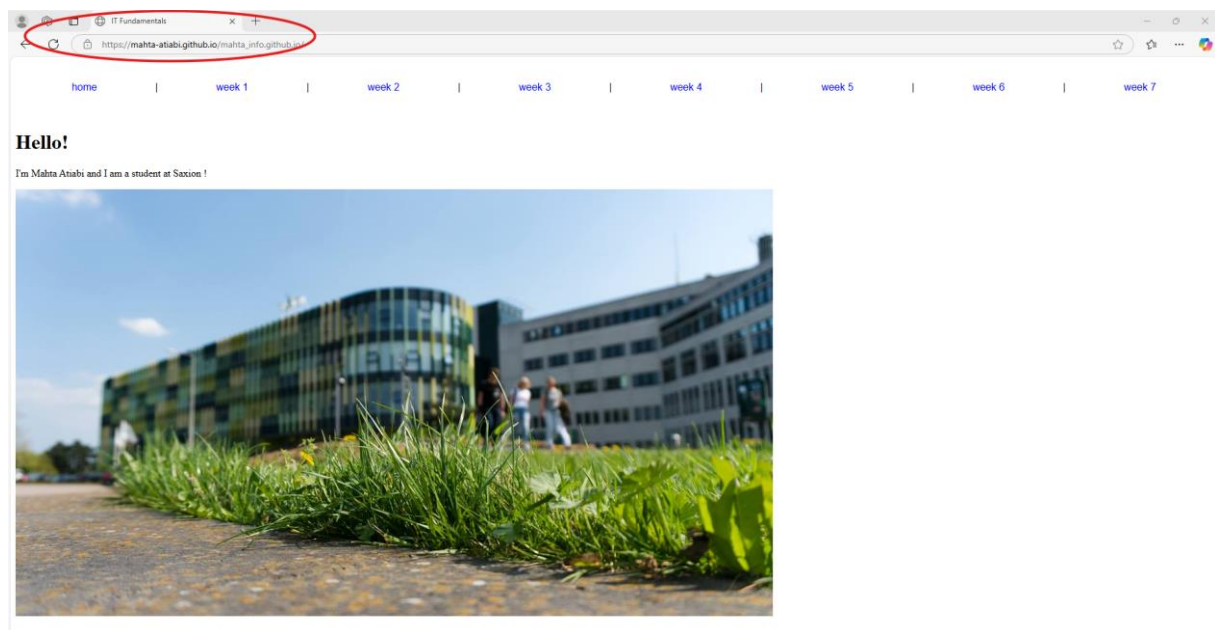 IT Fundamentals
https://mahta-atiabi.github.io/mahta_info.github.io/
home | week 1 | week 2 | week 3 | week 4 | week 5 | week 6 | week 7
Hello!
I'm Mahta Atiabi and I am a student at Saxion !